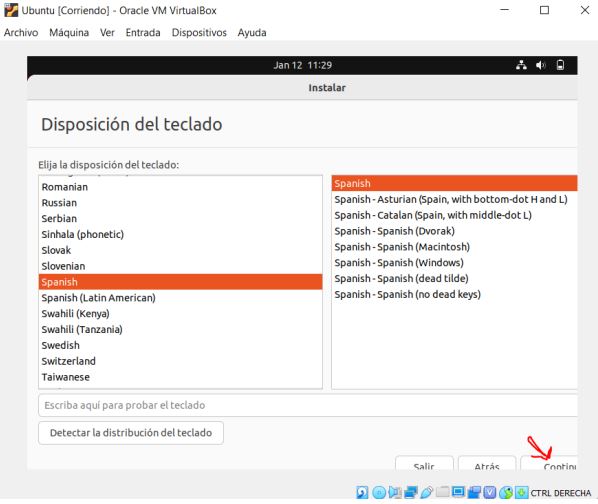 Ubuntu [Corriendo] - Oracle VM VirtualBox
Archivo Máquina Ver Entrada Dispositivos Ayuda
Jan 12 11:29
Instalar
Disposición del teclado
Elija la disposición del teclado:
Romanian
Russian
Serbian
Sinhala (phonetic)
Slovak
Slovenian
Spanish
Spanish (Latin American)
Swahili (Kenya)
Swahili (Tanzania)
Swedish
Switzerland
Taiwanese
Spanish
Spanish - Asturian (Spain, with bottom-dot H and L)
Spanish - Catalan (Spain, with middle-dot L)
Spanish - Spanish (Dvorak)
Spanish - Spanish (Macintosh)
Spanish - Spanish (Windows)
Spanish - Spanish (dead tilde)
Spanish - Spanish (no dead keys)
Escriba aquí para probar el teclado
Detectar la distribución del teclado
Salir Atrás Continu
CTRL DERECHA